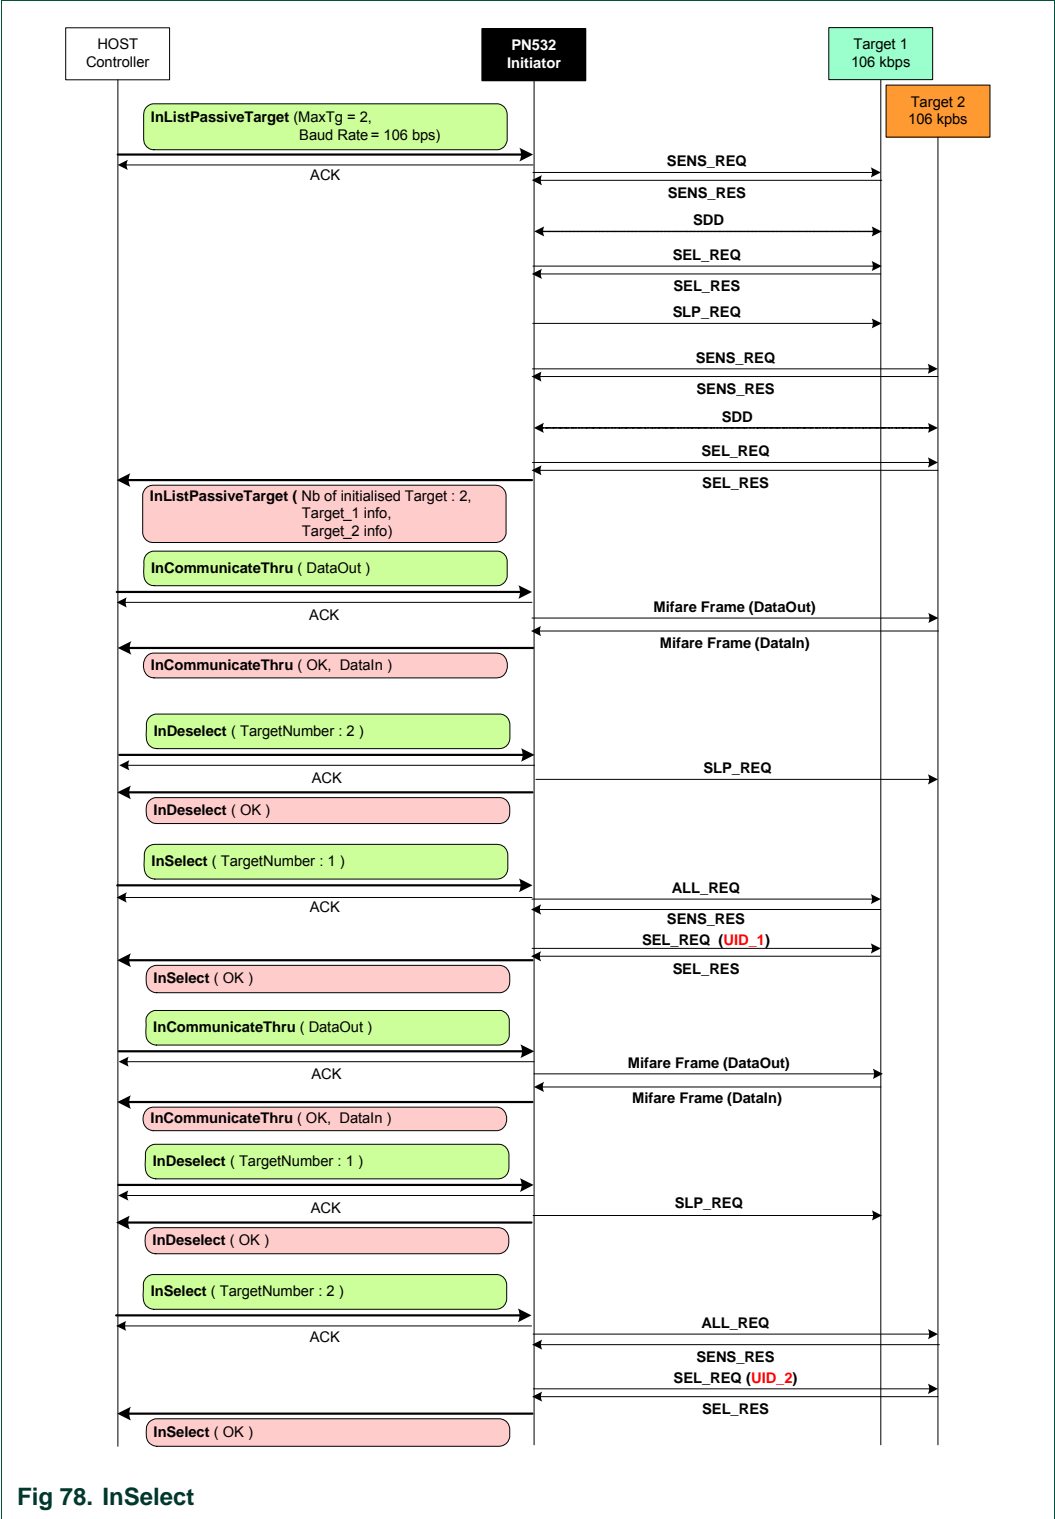 HOST
Controller
PN532
Initiator
Target 1
106 kbps
Target 2
106 kpbs
InListPassiveTarget (MaxTg = 2,
Baud Rate = 106 bps)
ACK
SENS_REQ
SENS_RES
SDD
SEL_REQ
SEL_RES
SLP_REQ
SENS_REQ
SENS_RES
SDD
SEL_REQ
SEL_RES
InListPassiveTarget ( Nb of initialised Target : 2,
Target_1 info,
Target_2 info)
InCommunicateThru ( DataOut )
ACK
Mifare Frame (DataOut)
Mifare Frame (DataIn)
InCommunicateThru ( OK, DataIn )
InDeselect ( TargetNumber : 2 )
ACK
SLP_REQ
InDeselect ( OK )
InSelect ( TargetNumber : 1 )
ACK
ALL_REQ
SENS_RES
SEL_REQ (UID_1)
SEL_RES
InSelect ( OK )
InCommunicateThru ( DataOut )
ACK
Mifare Frame (DataOut)
Mifare Frame (DataIn)
InCommunicateThru ( OK, DataIn )
InDeselect ( TargetNumber : 1 )
ACK
SLP_REQ
InDeselect ( OK )
InSelect ( TargetNumber : 2 )
ACK
ALL_REQ
SENS_RES
SEL_REQ (UID_2)
SEL_RES
InSelect ( OK )
Fig 78. InSelect